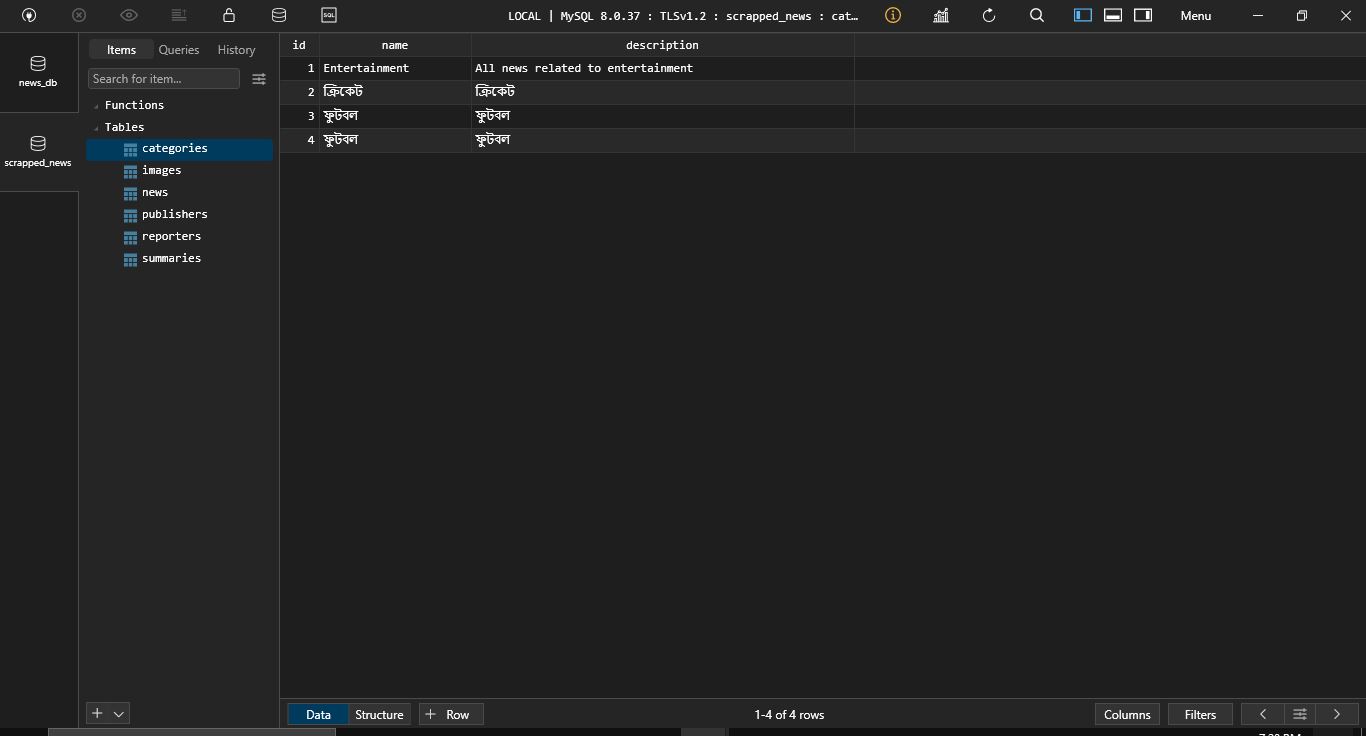 SQL LOCAL | MySQL 8.0.37 : TLSv1.2 : scrapped_news : cat… Menu
news_db
scrapped_news
Items Queries History
Search for item...
Functions
Tables
categories
images
news
publishers
reporters
summaries
id name description
1 Entertainment All news related to entertainment
2 ক্রিকেট ক্রিকেট
3 ফুটবল ফুটবল
4 ফুটবল ফুটবল
Data Structure + Row 1-4 of 4 rows Columns Filters